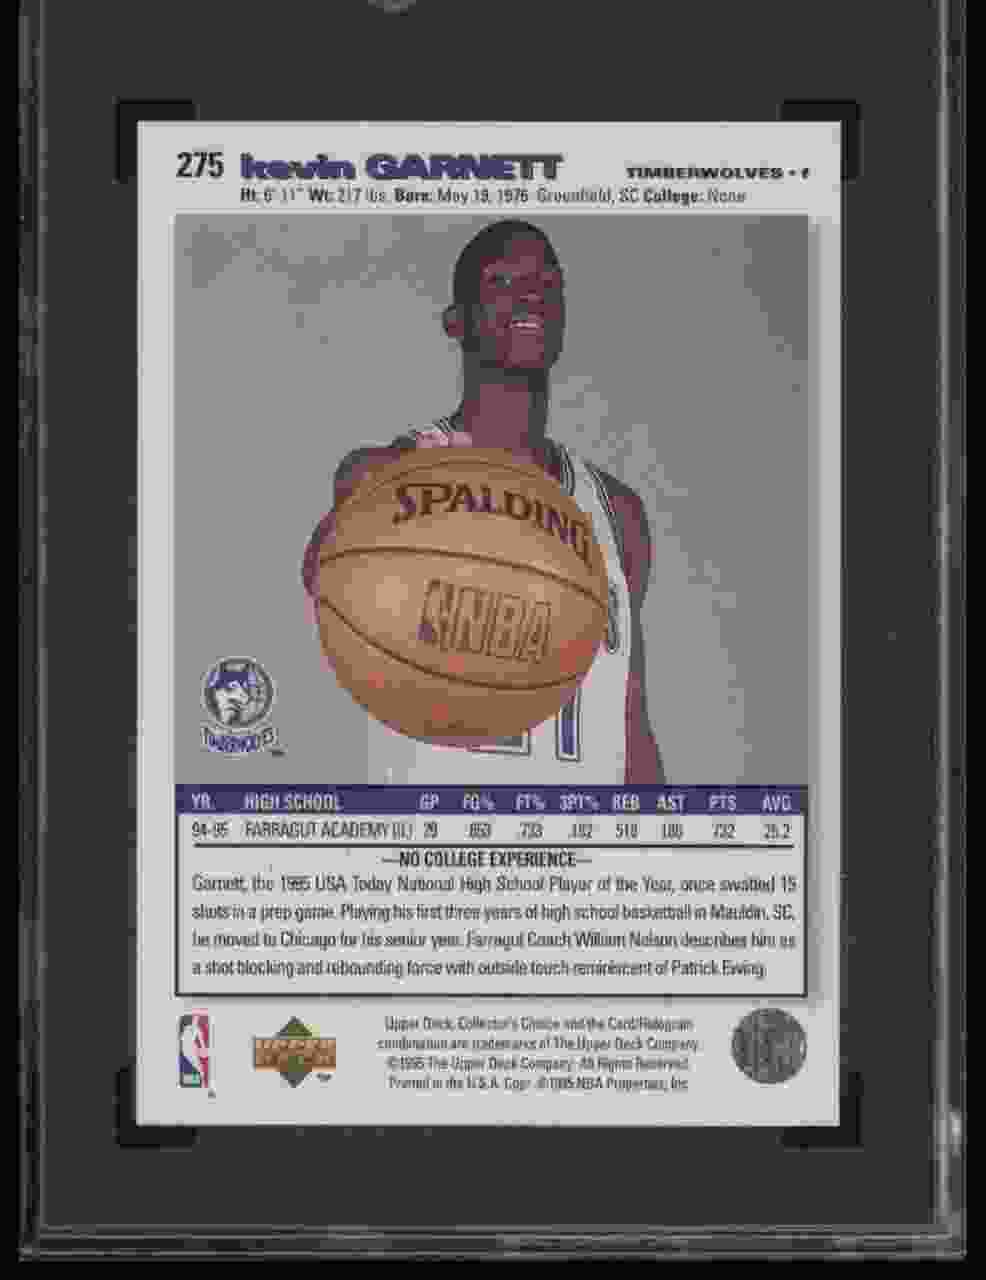 275 kevin GARNETT TIMBERWOLVES • f
Ht: 6' 11" Wt: 217 lbs. Born: May 19, 1976 Greenfield, SC College: None
SPALDING
NBA
TIMBERWOLVES
YR. HIGH SCHOOL GP FG% FT% 3PT% REB AST PTS AVG.
94-95 FARRAGUT ACADEMY (IL) .733 732 25.2
—NO COLLEGE EXPERIENCE—
Garnett, the 1995 USA Today National High School Player of the Year, once swatted 15
shots in a prep game. Playing his first three years of high school basketball in Mauldin, SC,
he moved to Chicago for his senior year. Farragut Coach William Nelson describes him as
a shot blocking and rebounding force with outside touch reminiscent of Patrick Ewing.
UPPER DECK
Upper Deck, Collector's Choice and the Card/Hologram
combination are trademarks of The Upper Deck Company.
©1995 The Upper Deck Company. All Rights Reserved.
Printed in the U.S.A. Copr. ©1995 NBA Properties, Inc.